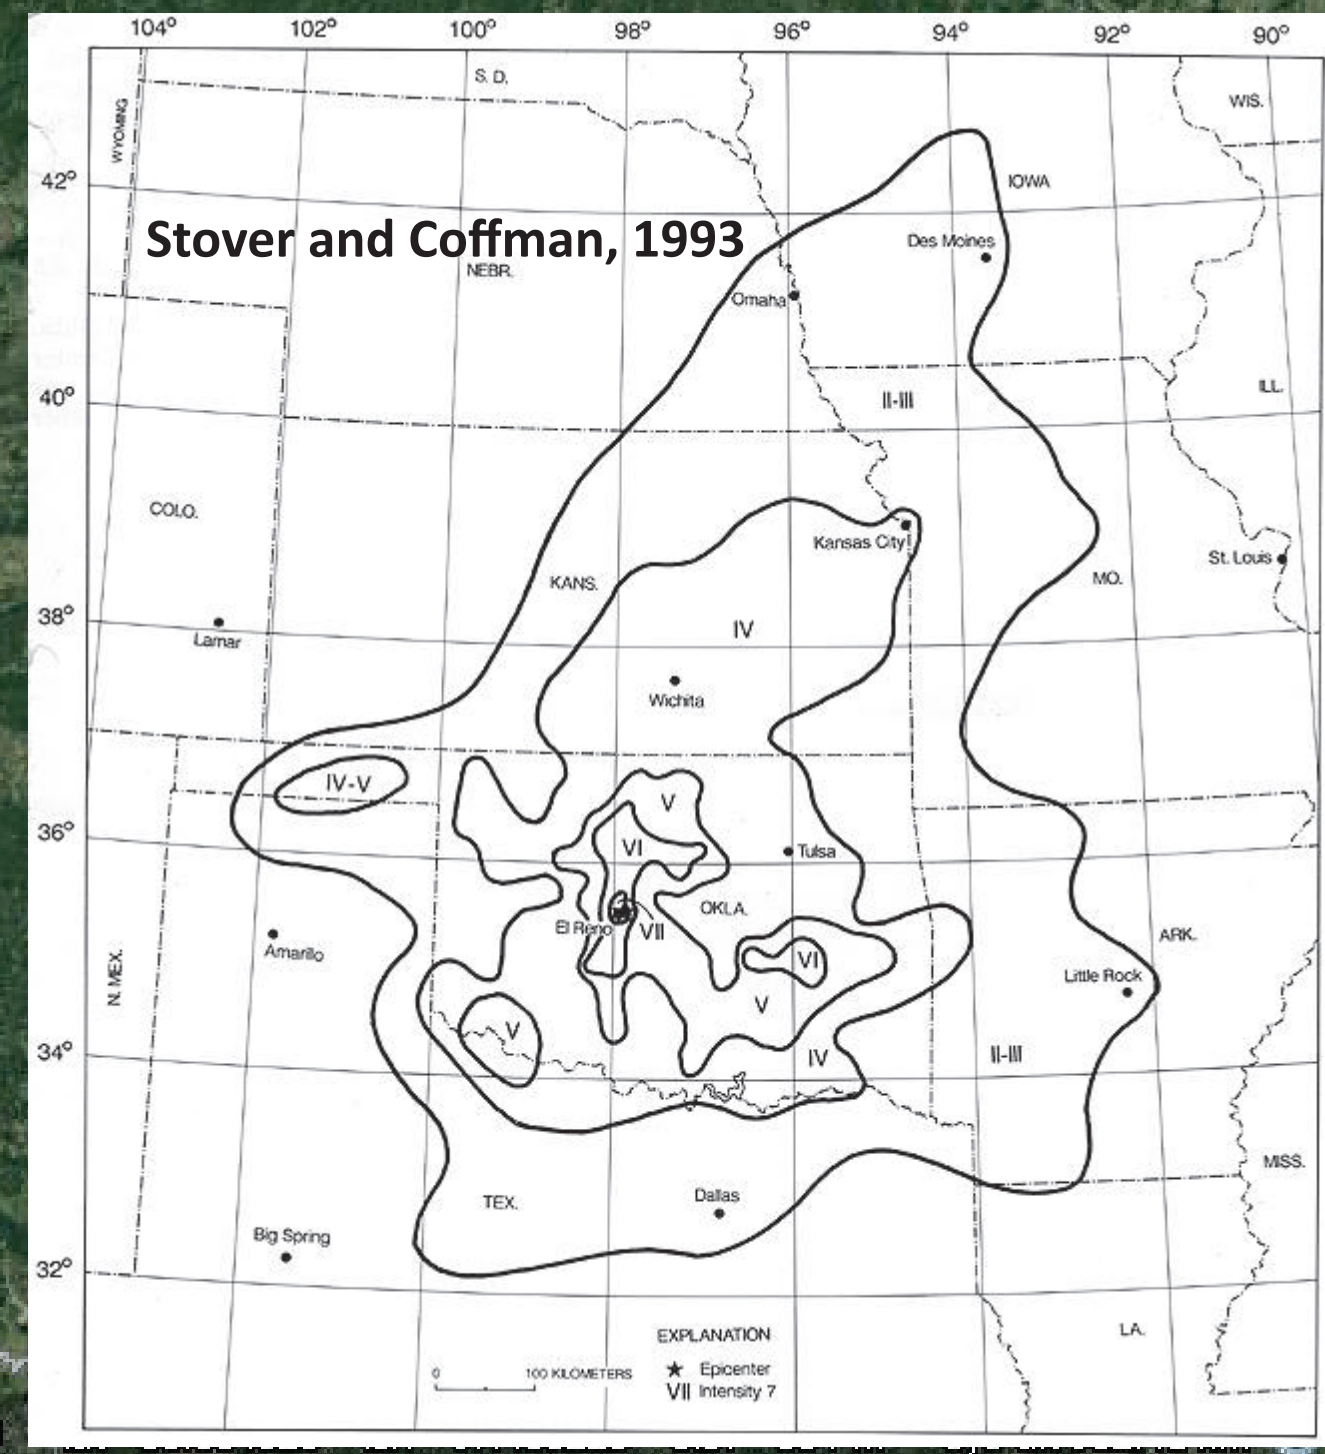 104° 102° 100° 98° 96° 94° 92° 90°
S. D.
WIS.
WYOMING
42°
IOWA
Stover and Coffman, 1993
Des Moines
NEBR.
Omaha
ILL.
40°
II-III
COLO.
Kansas City
St. Louis
KANS.
MO.
38°
IV
Lamar
Wichita
IV-V
V
36°
VI
Tulsa
OKLA.
El Reno
VII
ARK.
Amarillo
VI
N. MEX.
Little Rock
V
V
34°
IV
II-III
MISS.
TEX.
Dallas
Big Spring
32°
LA.
EXPLANATION
0 100 KILOMETERS
Epicenter
VII Intensity 7